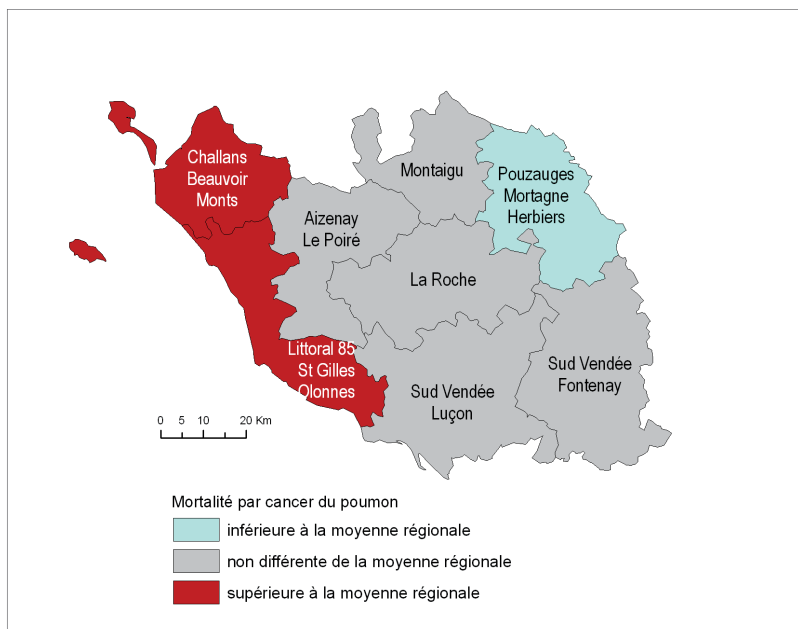 Challans
Beauvoir
Monts
Montaigu
Pouzauges
Mortagne
Herbiers
Aizenay
Le Poiré
La Roche
Littoral 85
St Gilles
Olonnes
Sud Vendée
Luçon
Sud Vendée
Fontenay
0 5 10 20 Km
Mortalité par cancer du poumon
inférieure à la moyenne régionale
non différente de la moyenne régionale
supérieure à la moyenne régionale